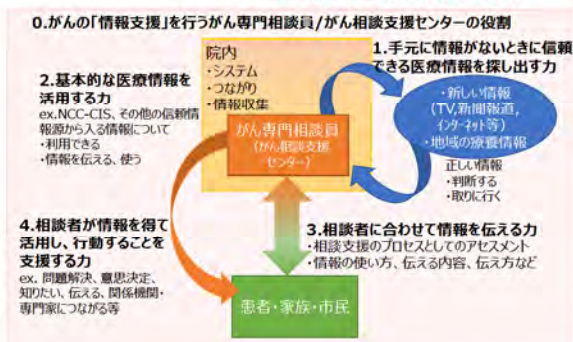 0.がんの「情報支援」を行うがん専門相談員/がん相談支援センターの役割
1.手元に情報がないときに信頼
できる医療情報を探し出す力
・新しい情報
(TV,新聞報道,
インターネット等)
・地域の療養情報
正しい情報
・判断する
・取りに行く
2.基本的な医療情報を
活用する力
ex.NCC-CIS、その他の信頼情
報源から入る情報について
・利用できる
・情報を伝える、使う
院内
・システム
・つながり
・情報収集
がん専門相談員
(がん相談支援
センター)
3.相談者に合わせて情報を伝える力
・相談支援のプロセスとしてのアセスメント
・情報の使い方、伝える内容、伝え方など
4.相談者が情報を得て
活用し、行動することを
支援する力
ex. 問題解決、意思決定、
知りたい、伝える、関係機関・
専門家につながる等
患者・家族・市民